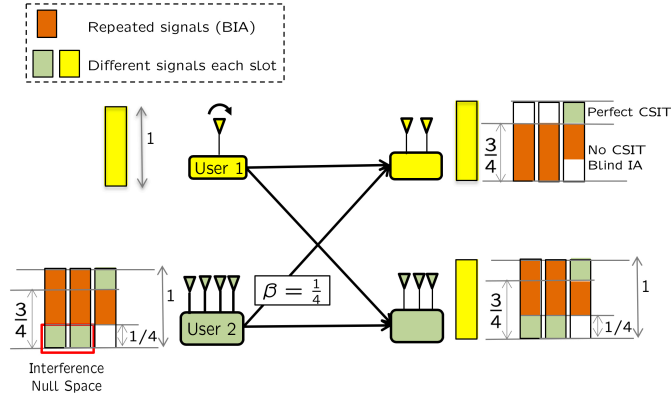 Repeated signals (BIA)
Different signals each slot
1
User 1
3/4
Perfect CSIT
No CSIT
Blind IA
3/4
1/4
1
Interference
Null Space
User 2
β = 1/4
3/4
1/4
1